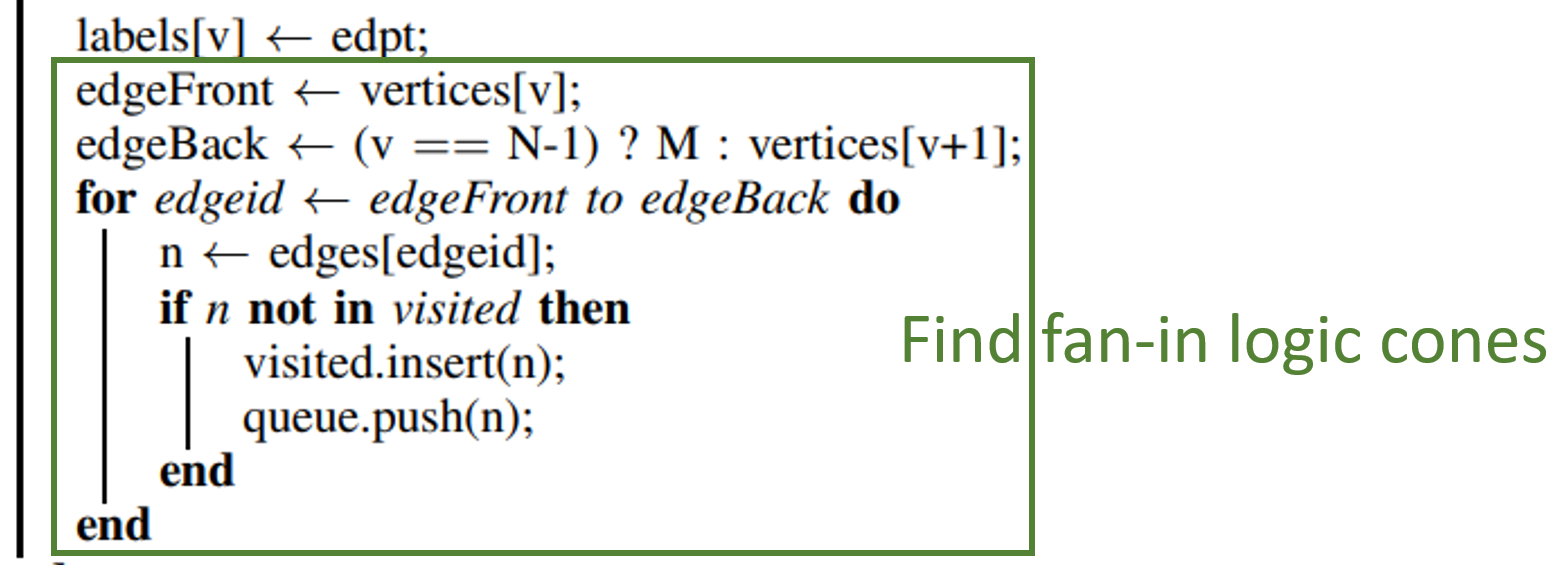 labels[v] ← edpt;
edgeFront ← vertices[v];
edgeBack ← (v == N-1) ? M : vertices[v+1];
for edgeid ← edgeFront to edgeBack do
n ← edges[edgeid];
if n not in visited then
visited.insert(n);
queue.push(n);
end
end
Find fan-in logic cones